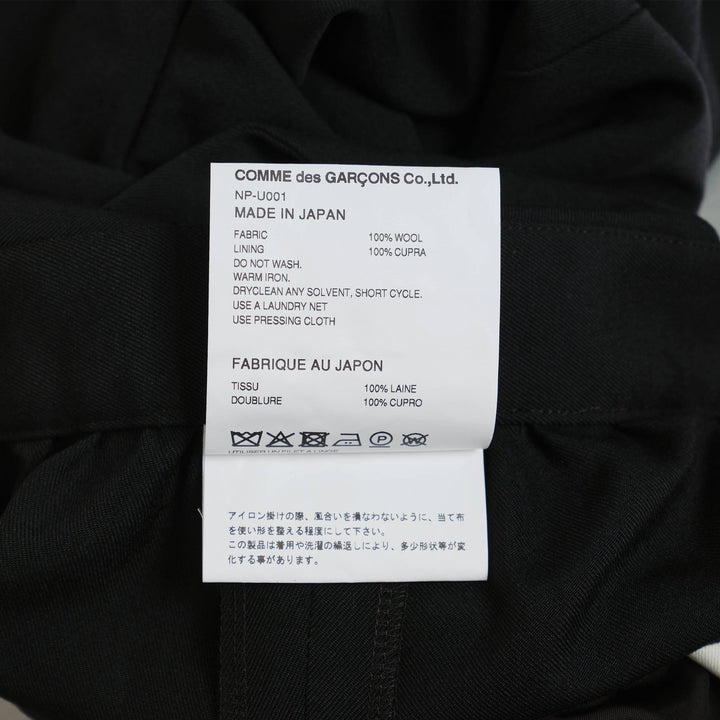 COMME des GARÇONS Co.,Ltd.
NP-U001
MADE IN JAPAN
FABRIC 100% WOOL
LINING 100% CUPRA
DO NOT WASH.
WARM IRON.
DRYCLEAN ANY SOLVENT, SHORT CYCLE.
USE A LAUNDRY NET
USE PRESSING CLOTH
FABRIQUE AU JAPON
TISSU 100% LAINE
DOUBLURE 100% CUPRO
P W
UTILISER UN FILET A LINGE
アイロン掛けの際、風合いを損なわないように、当て布
を使い形を整える程度にして下さい。
この製品は着用や洗濯の繰返しにより、多少形状等が変
化する事があります。